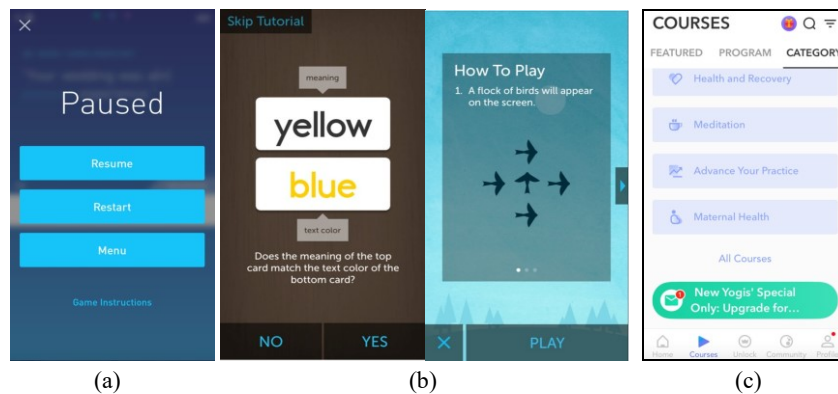 Paused
Resume
Restart
Menu
Game Instructions
(a)
Skip Tutorial
meaning
yellow
blue
text color
Does the meaning of the top
card match the text color of the
bottom card?
NO YES
How To Play
1. A flock of birds will appear
on the screen.
PLAY
(b)
COURSES
FEATURED PROGRAM CATEGORY
Health and Recovery
Meditation
Advance Your Practice
Maternal Health
All Courses
New Yogis' Special
Only: Upgrade for...
Home Courses Unlock Community Profile
(c)